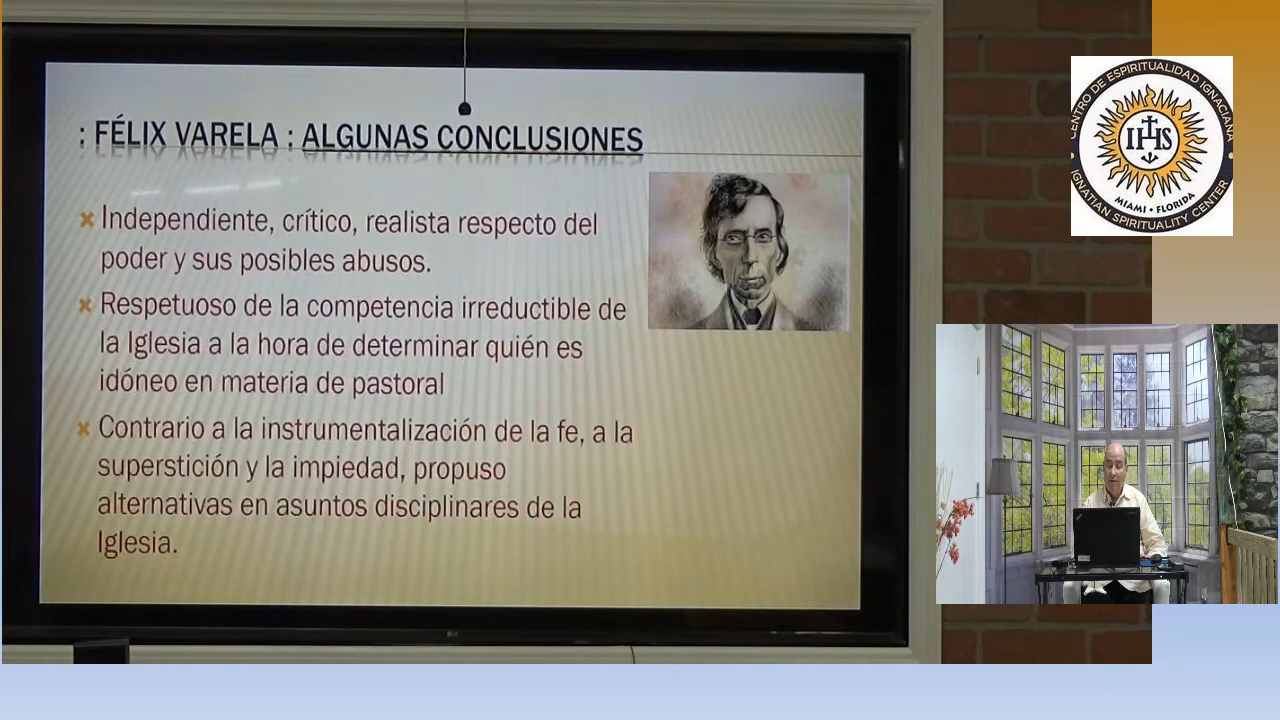 : FÉLIX VARELA : ALGUNAS CONCLUSIONES
Independiente, crítico, realista respecto del
poder y sus posibles abusos.
Respetuoso de la competencia irreductible de
la Iglesia a la hora de determinar quién es
idóneo en materia de pastoral
Contrario a la instrumentalización de la fe, a la
superstición y la impiedad, propuso
alternativas en asuntos disciplinares de la
Iglesia.
LG
CENTRO DE ESPIRITUALIDAD IGNACIANA
IHS
MIAMI • FLORIDA
IGNATIAN SPIRITUALITY CENTER